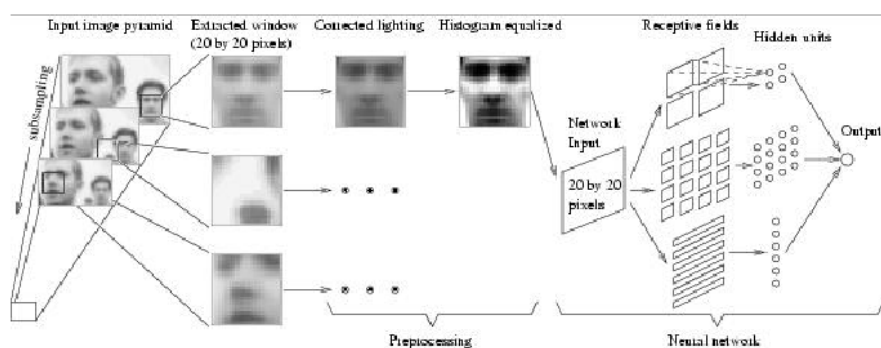 Input image pyramid
Extracted window
(20 by 20 pixels)
Corrected lighting
Histogram equalized
Receptive fields
Hidden units
subsampling
Network
Input
Output
20 by 20
pixels
Preprocessing
Neural network